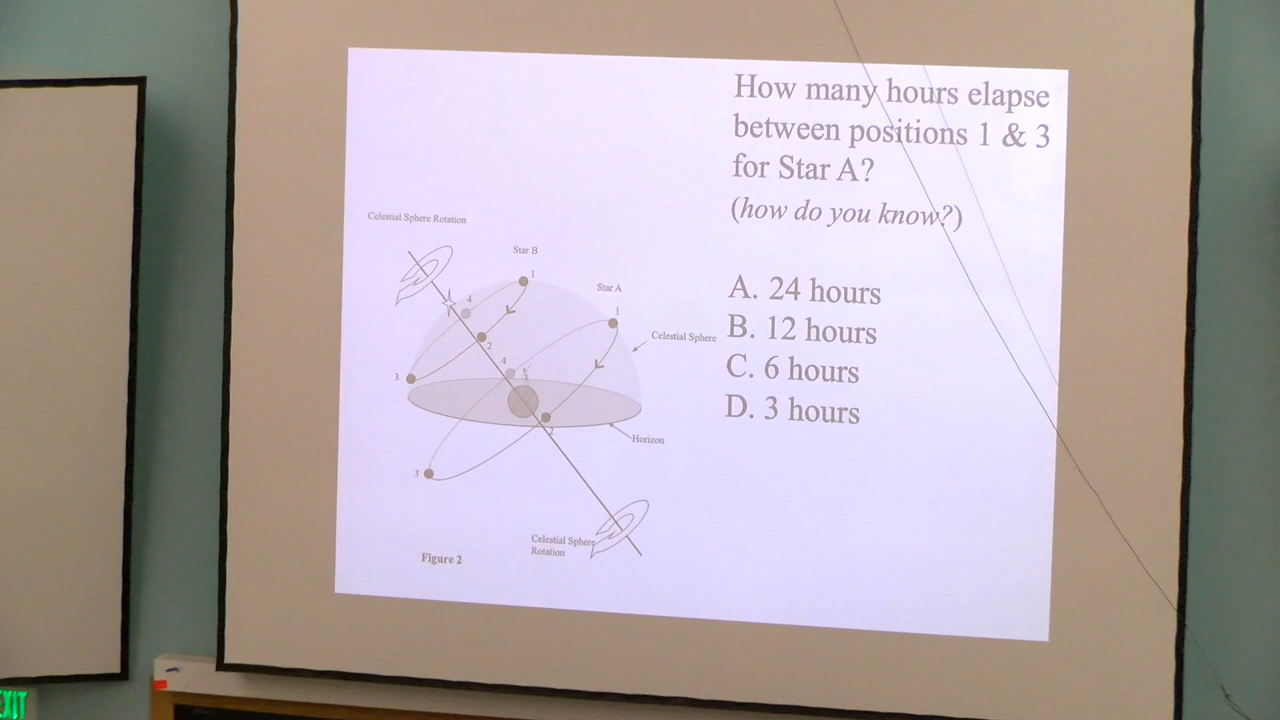 How many hours elapse
between positions 1 & 3
for Star A?
(how do you know?)
A. 24 hours
B. 12 hours
C. 6 hours
D. 3 hours
Celestial Sphere Rotation
Star B
1
Star A
1
4
2
Celestial Sphere
3
4
2
Horizon
3
Celestial Sphere
Rotation
Figure 2
EXIT